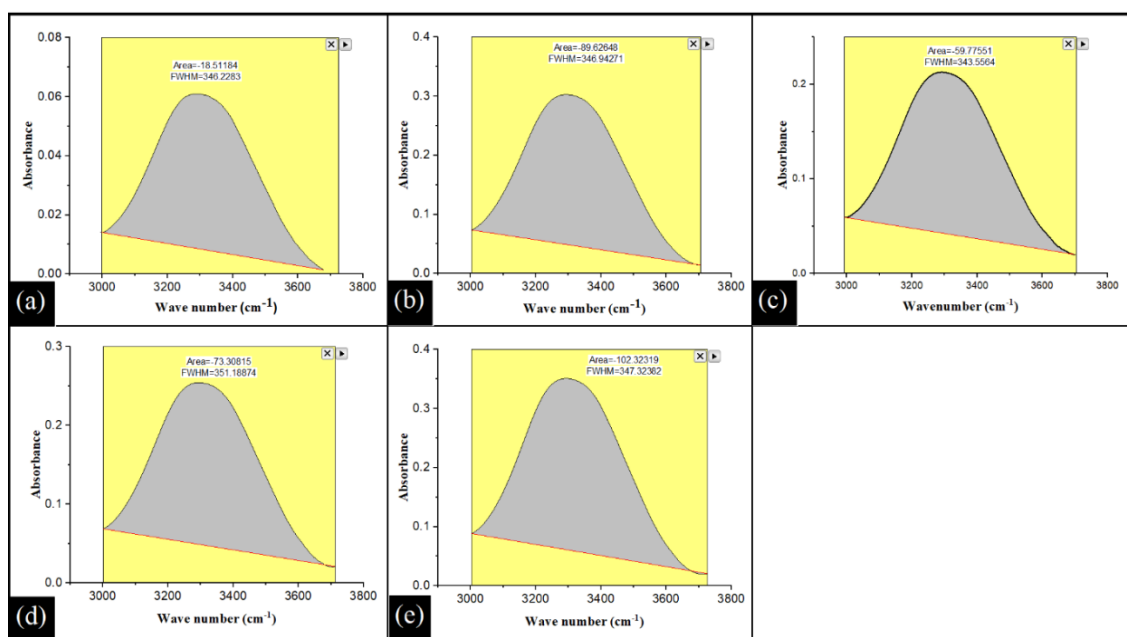 Area=-18.51184
FWHM=346.2283
0.08
0.06
0.04
0.02
0.00
Absorbance
3000 3200 3400 3600 3800
Wave number (cm-1)
(a)
Area=-89.62648
FWHM=346.94271
0.4
0.3
0.2
0.1
0.0
Absorbance
3000 3200 3400 3600 3800
Wave number (cm-1)
(b)
Area=-59.77551
FWHM=343.5564
0.2
0.1
0.0
Absorbance
3000 3200 3400 3600 3800
Wavenumber (cm-1)
(c)
Area=-73.30815
FWHM=351.18874
0.3
0.2
0.1
0.0
Absorbance
3000 3200 3400 3600 3800
Wave number (cm-1)
(d)
Area=-102.32319
FWHM=347.32382
0.4
0.3
0.2
0.1
0.0
Absorbance
3000 3200 3400 3600 3800
Wave number (cm-1)
(e)